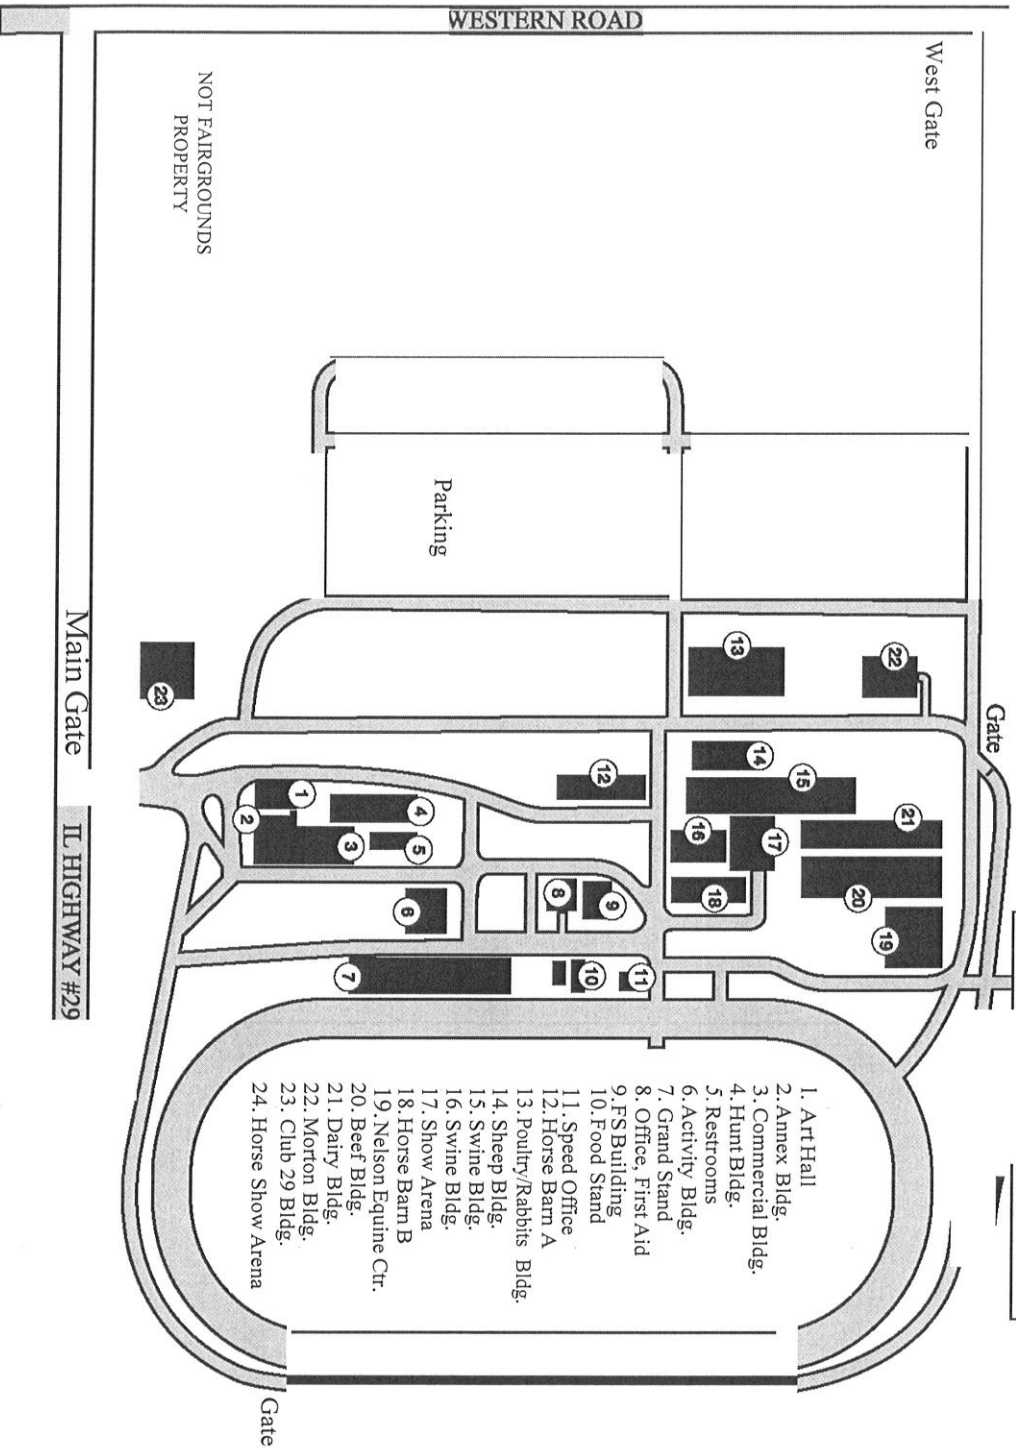 WESTERN ROAD
West Gate
NOT FAIRGROUNDS
PROPERTY
Parking
Main Gate
IL HIGHWAY #29
Gate
Gate
22
13
23
14
15
12
21
1
4
2
16
17
3
5
20
18
8
9
6
19
7
10
11
1. Art Hall
2. Annex Bldg.
3. Commercial Bldg.
4. Hunt Bldg.
5. Restrooms
6. Activity Bldg.
7. Grand Stand
8. Office, First Aid
9. FS Building
10. Food Stand
11. Speed Office
12. Horse Barn A
13. Poultry/Rabbits Bldg.
14. Sheep Bldg.
15. Swine Bldg.
16. Swine Bldg.
17. Show Arena
18. Horse Barn B
19. Nelson Equine Ctr.
20. Beef Bldg.
21. Dairy Bldg.
22. Morton Bldg.
23. Club 29 Bldg.
24. Horse Show Arena